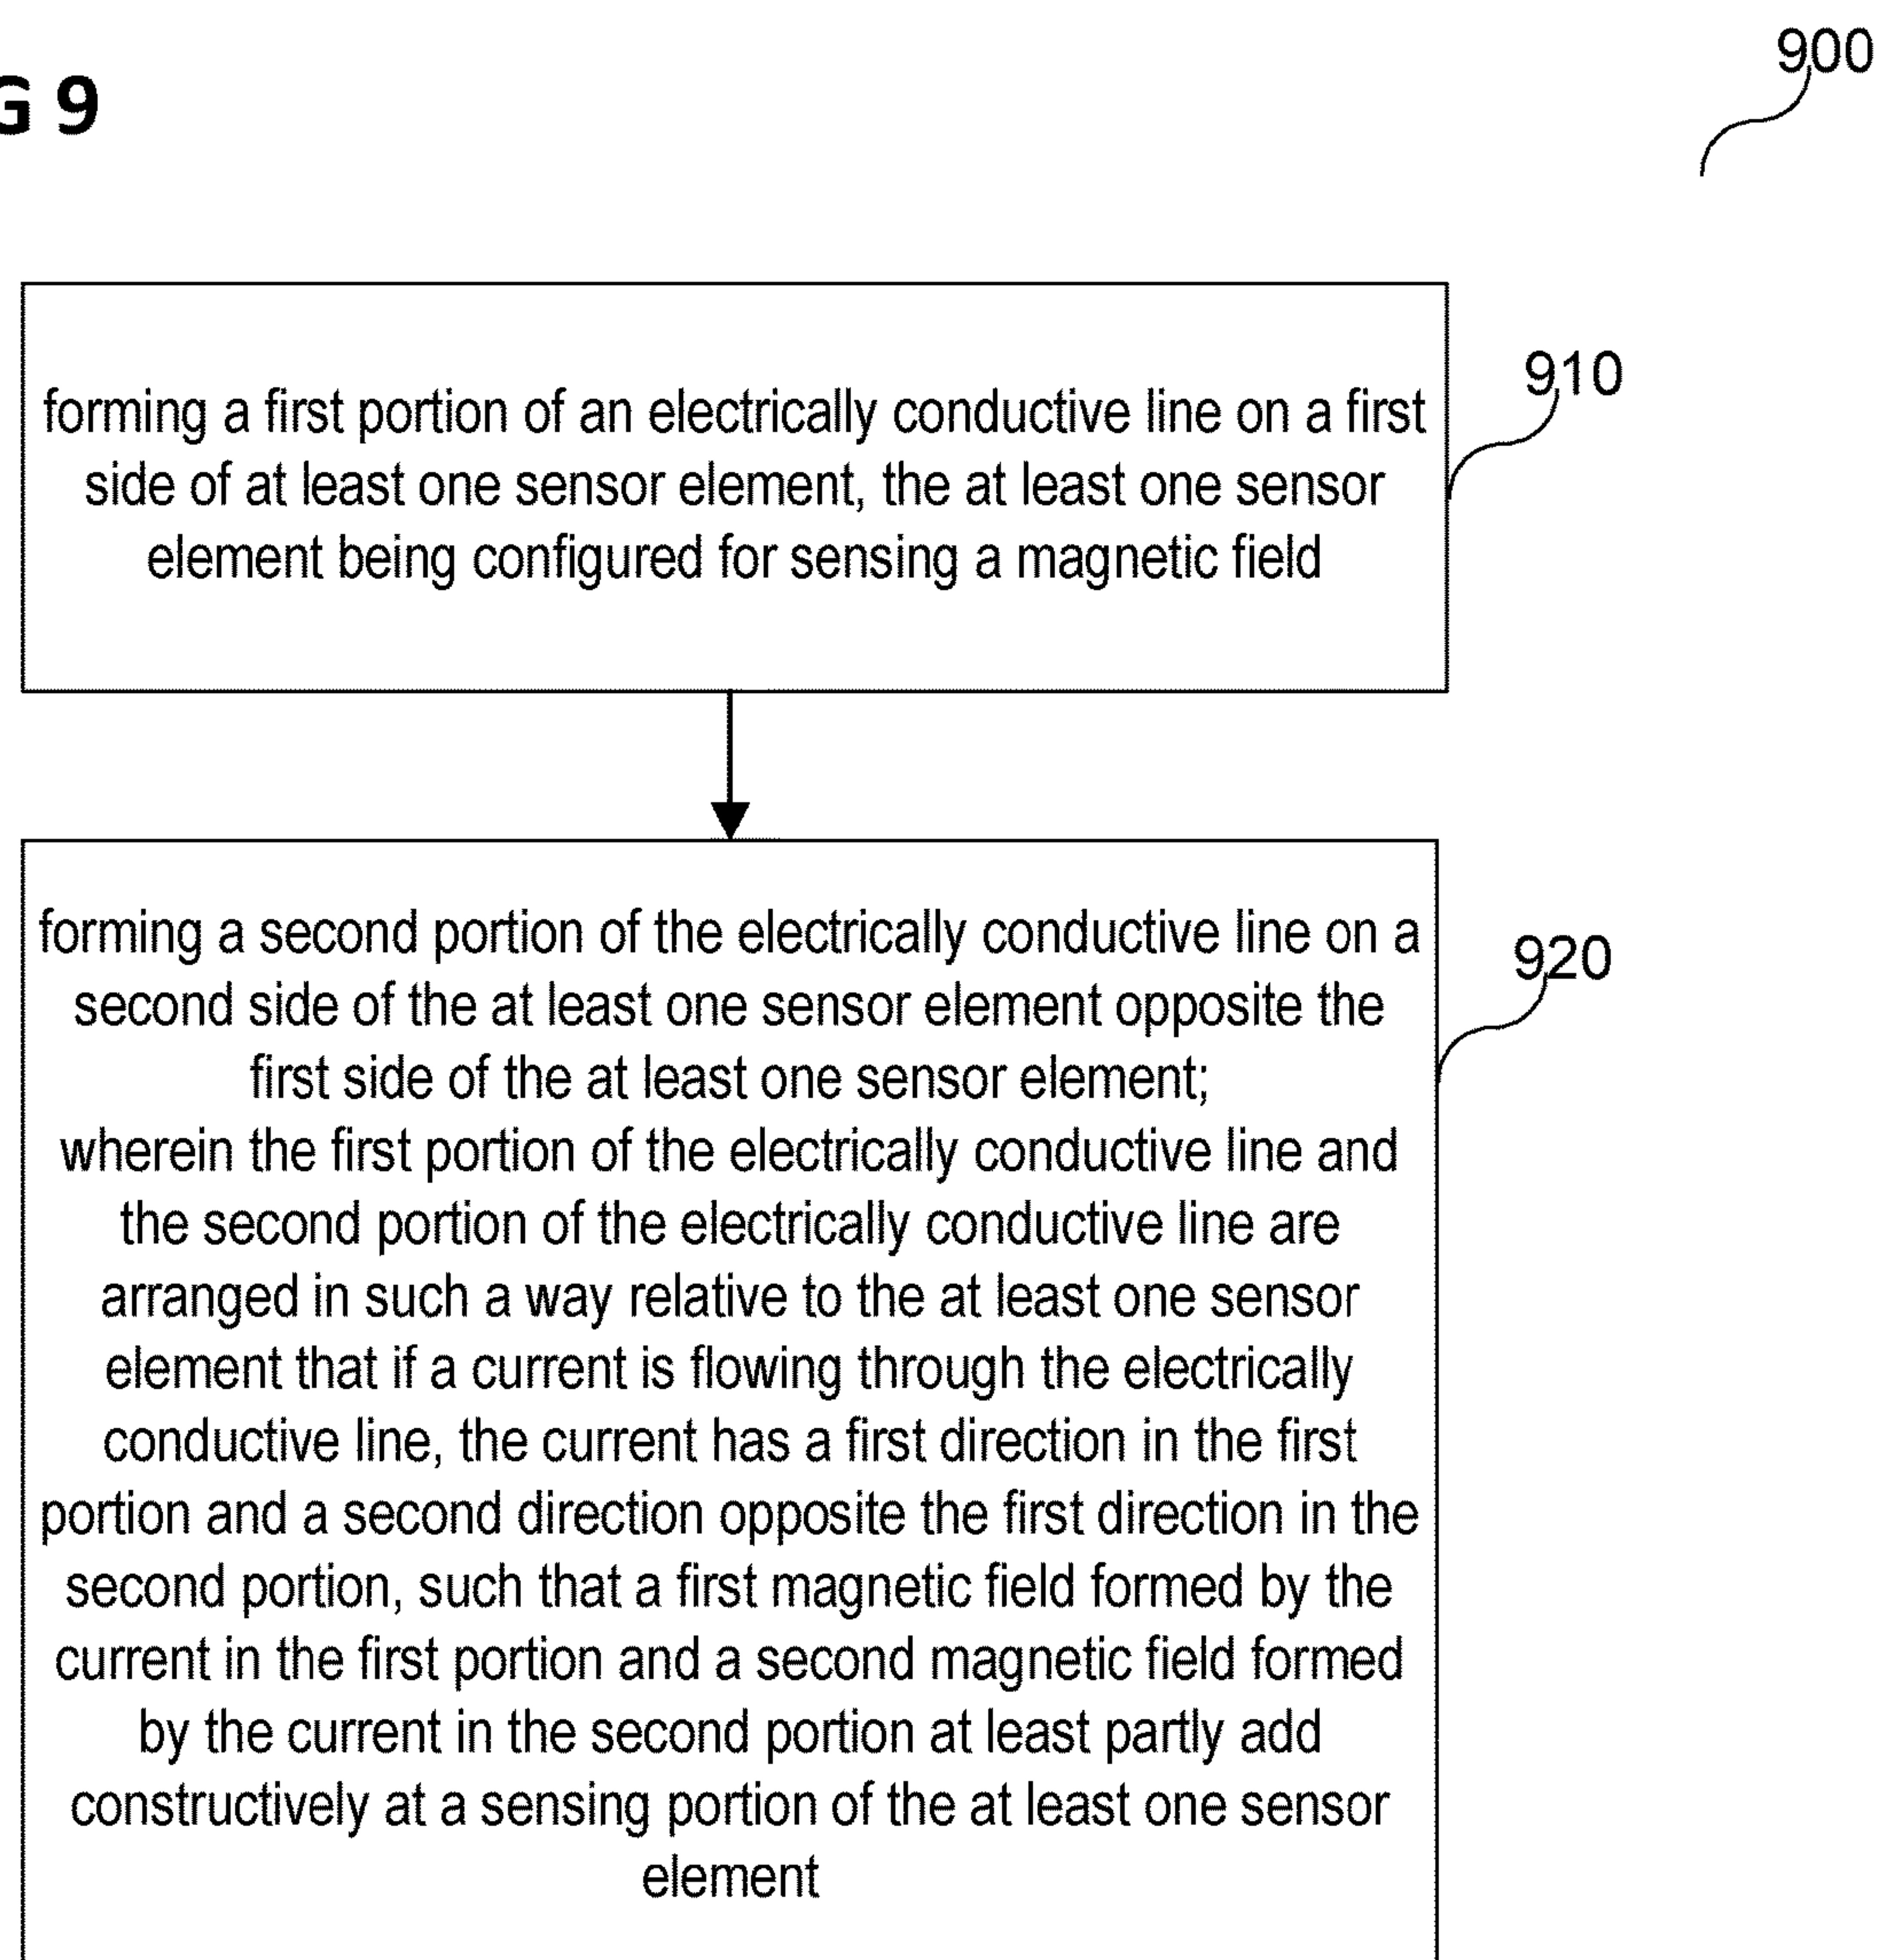 G 9
900
forming a first portion of an electrically conductive line on a first
side of at least one sensor element, the at least one sensor
element being configured for sensing a magnetic field
910
forming a second portion of the electrically conductive line on a
second side of the at least one sensor element opposite the
first side of the at least one sensor element;
wherein the first portion of the electrically conductive line and
the second portion of the electrically conductive line are
arranged in such a way relative to the at least one sensor
element that if a current is flowing through the electrically
conductive line, the current has a first direction in the first
portion and a second direction opposite the first direction in the
second portion, such that a first magnetic field formed by the
current in the first portion and a second magnetic field formed
by the current in the second portion at least partly add
constructively at a sensing portion of the at least one sensor
element
920